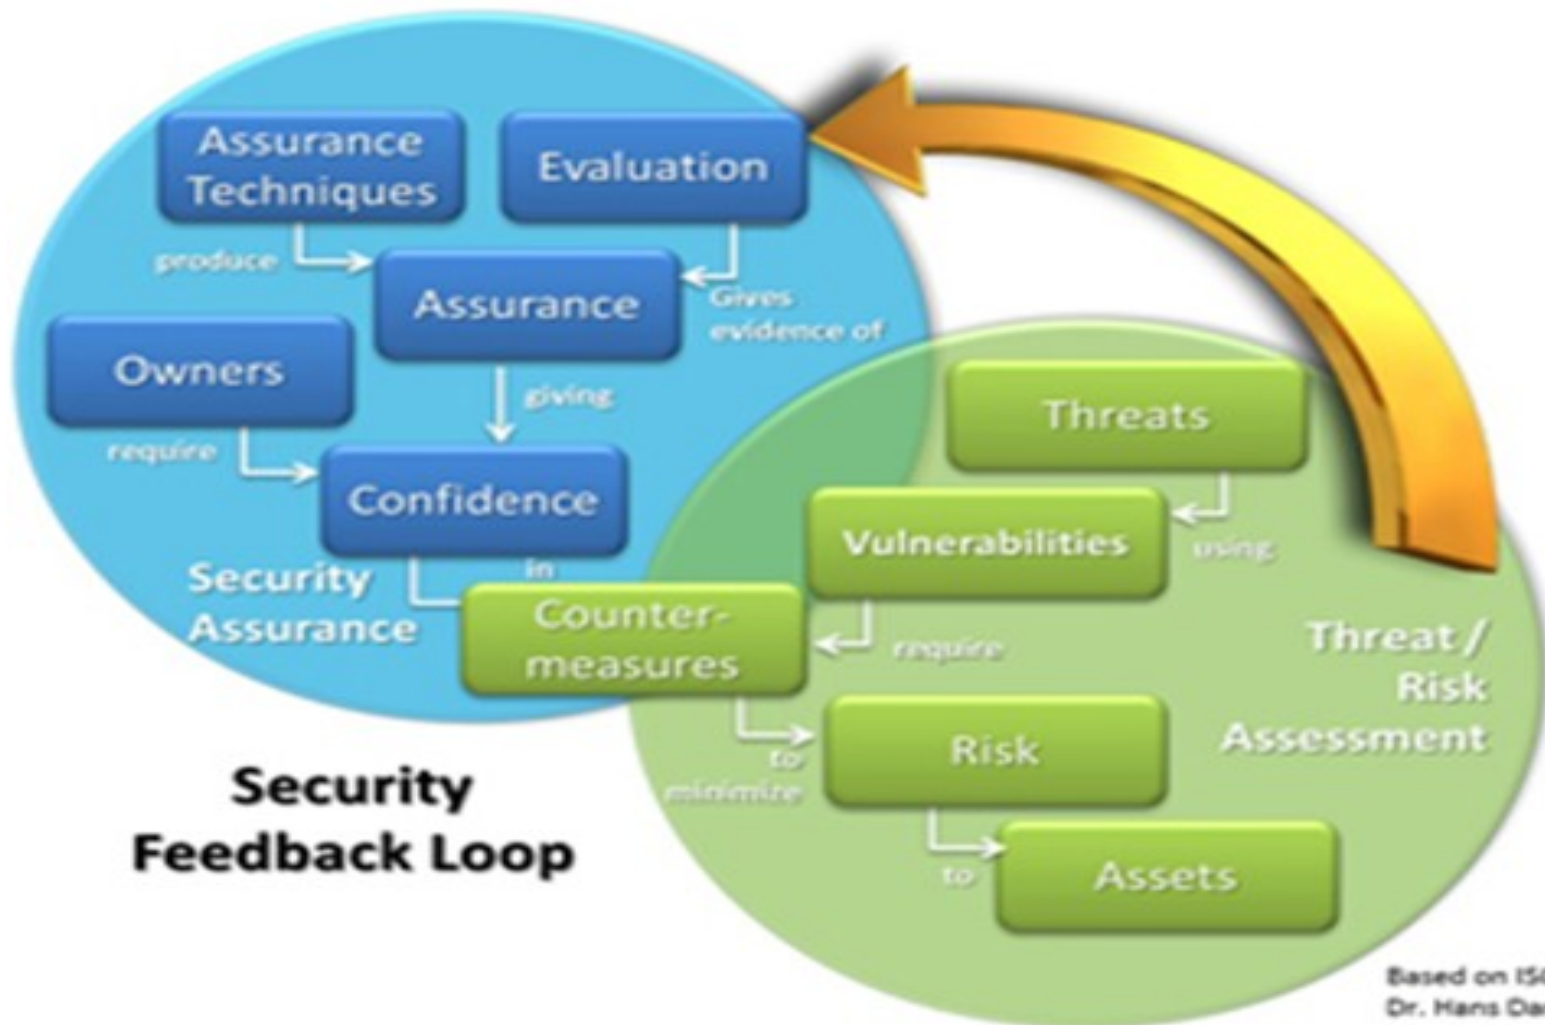 Assurance
Techniques
Evaluation
produce
Assurance
Gives
evidence of
Owners
giving
require
Confidence
Threats
Vulnerabilities
using
in
Security
Assurance
Counter-
measures
require
Threat /
Risk
Assessment
Risk
to
minimize
Security
Feedback Loop
Assets
to
Based on
Dr. Hans